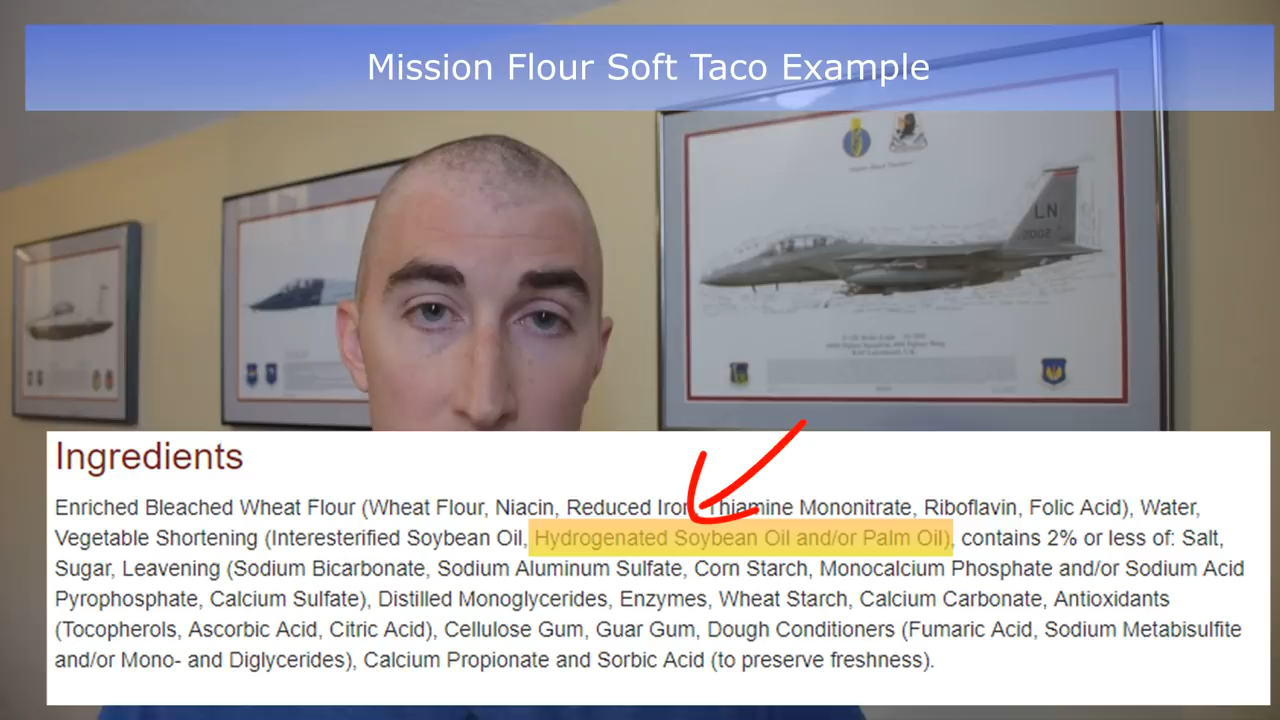 Mission Flour Soft Taco Example
LN
2002
Ingredients
Enriched Bleached Wheat Flour (Wheat Flour, Niacin, Reduced Iron, Thiamine Mononitrate, Riboflavin, Folic Acid), Water,
Vegetable Shortening (Interesterified Soybean Oil, Hydrogenated Soybean Oil and/or Palm Oil), contains 2% or less of: Salt,
Sugar, Leavening (Sodium Bicarbonate, Sodium Aluminum Sulfate, Corn Starch, Monocalcium Phosphate and/or Sodium Acid
Pyrophosphate, Calcium Sulfate), Distilled Monoglycerides, Enzymes, Wheat Starch, Calcium Carbonate, Antioxidants
(Tocopherols, Ascorbic Acid, Citric Acid), Cellulose Gum, Guar Gum, Dough Conditioners (Fumaric Acid, Sodium Metabisulfite
and/or Mono- and Diglycerides), Calcium Propionate and Sorbic Acid (to preserve freshness).